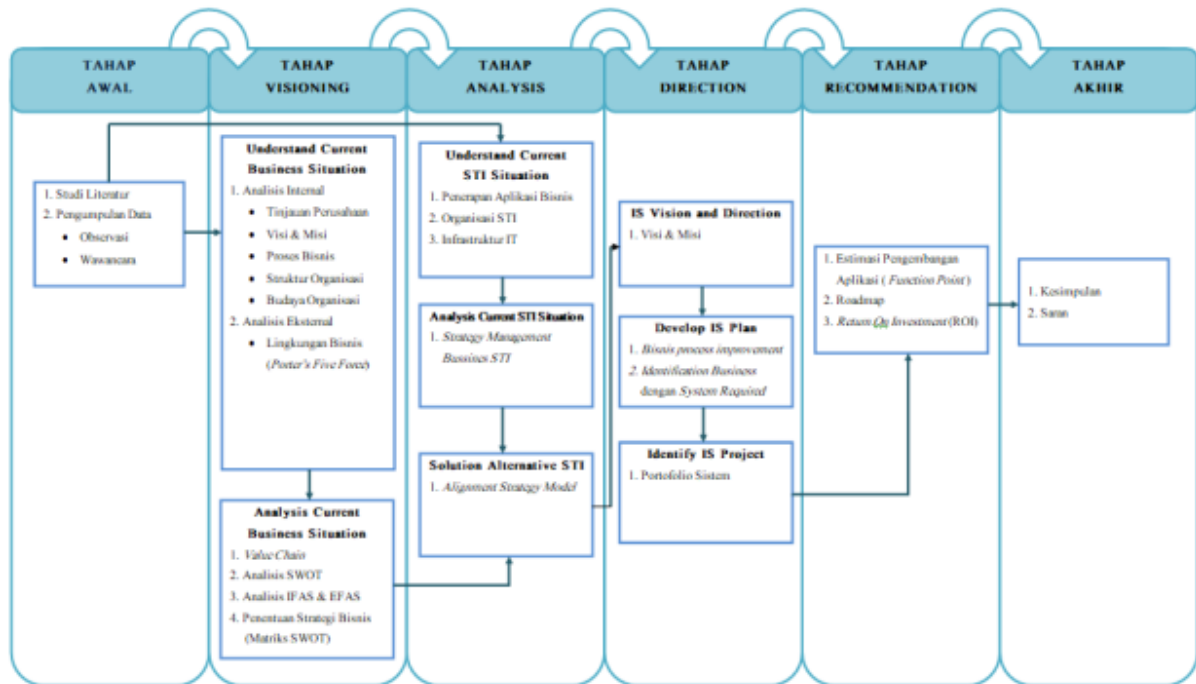 TAHAP
AWAL
TAHAP
VISIONING
TAHAP
ANALYSIS
TAHAP
DIRECTION
TAHAP
RECOMMENDATION
TAHAP
AKHIR
1. Studi Literatur
2. Pengumpulan Data
• Observasi
• Wawancara
Understand Current
Business Situation
1. Analisis Internal
• Tinjauan Perusahaan
• Visi & Misi
• Proses Bisnis
• Struktur Organisasi
• Budaya Organisasi
2. Analisis Eksternal
• Lingkungan Bisnis
(Porter's Five Force)
Analysis Current
Business Situation
1. Value Chain
2. Analisis SWOT
3. Analisis IFAS & EFAS
4. Penentuan Strategi Bisnis
(Matriks SWOT)
Understand Current
STI Situation
1. Penerapan Aplikasi Bisnis
2. Organisasi STI
3. Infrastruktur IT
Analysis Current STI Situation
1. Strategy Management
Bussines STI
Solution Alternative STI
1. Alignment Strategy Model
IS Vision and Direction
1. Visi & Misi
Develop IS Plan
1. Bisnis process improvement
2. Identification Business
dengan System Required
Identify IS Project
1. Portofolio Sistem
1. Estimasi Pengembangan
Aplikasi ( Function Point )
2. Roadmap
3. Return On Investment (ROI)
1. Kesimpulan
2. Saran